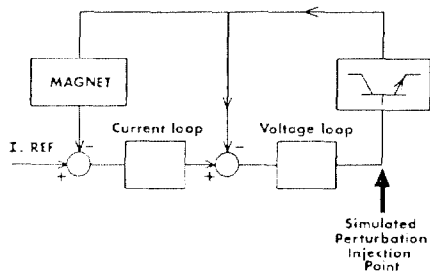 MAGNET
Current loop
Voltage loop
I. REF
-
-
+
+
Simulated
Perturbation
Injection
Point